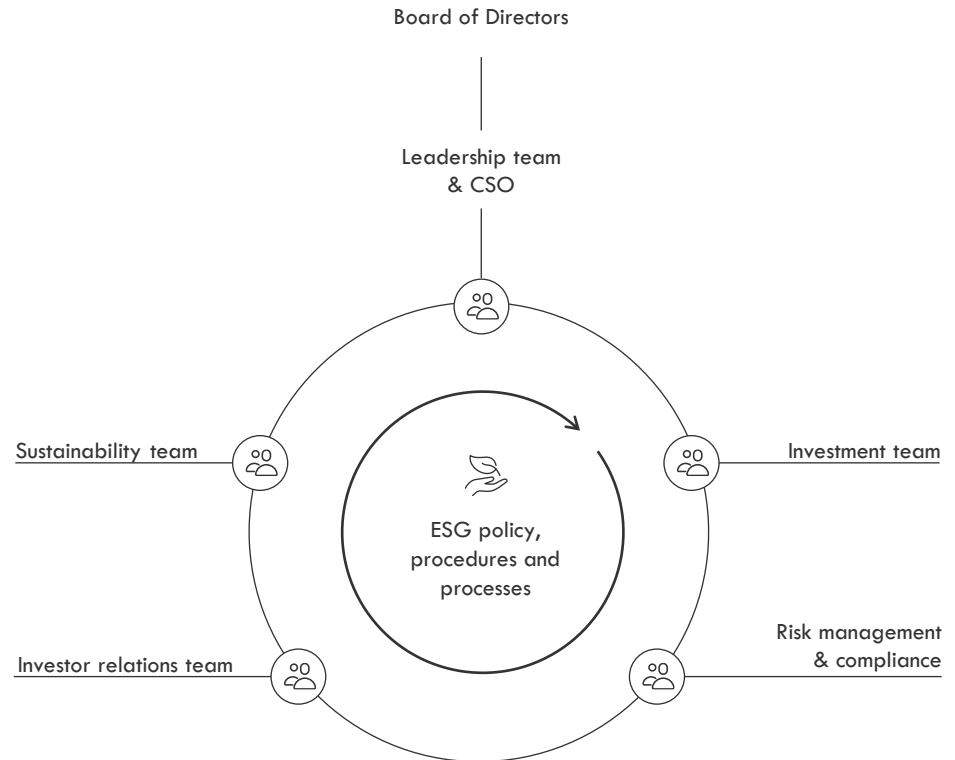 Board of Directors
Leadership team
& CSO
Sustainability team
Investment team
ESG policy,
procedures and
processes
Investor relations team
Risk management
& compliance